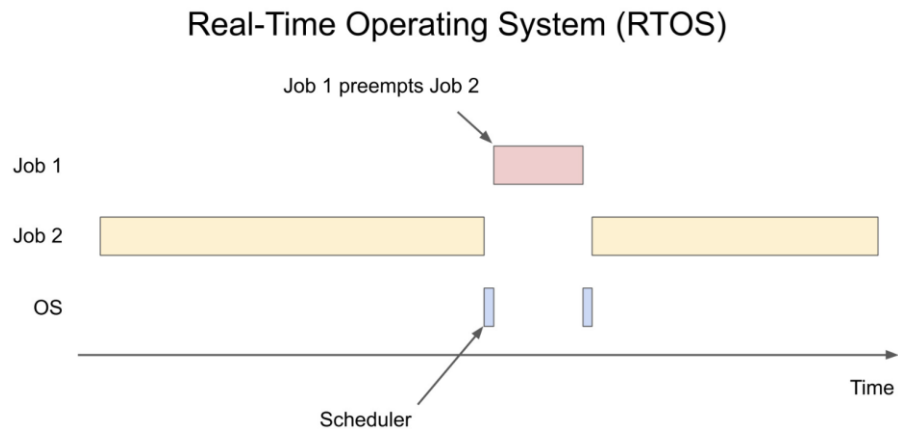 Real-Time Operating System (RTOS)
Job 1 preempts Job 2
Job 1
Job 2
OS
Time
Scheduler